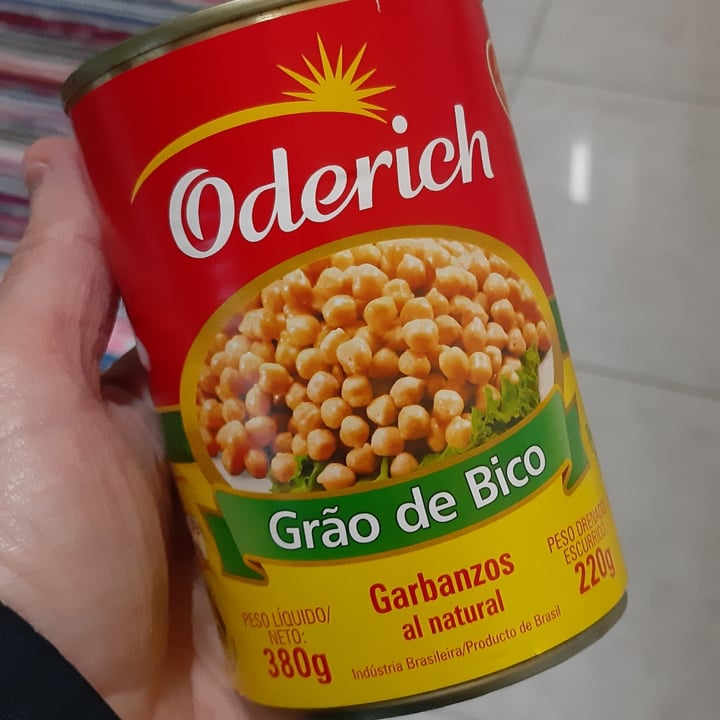 Oderich
Grão de Bico
Garbanzos
al natural
PESO LÍQUIDO/
NETO:
380g
PESO DRENADO
ESCURRIDO
220g
Indústria Brasileira/Producto de Brasil